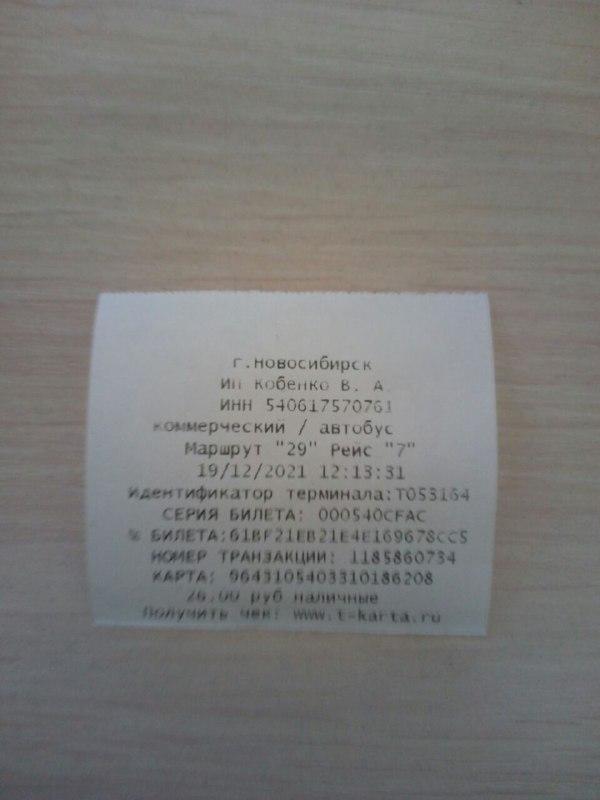 г.Новосибирск
ИП Кобенко В. А.
ИНН 540617570761
коммерческий / автобус
Маршрут "29" Рейс "7"
19/12/2021 12:13:31
Идентификатор терминала:T053164
СЕРИЯ БИЛЕТА: 000540CFAC
№ БИЛЕТА:61BF21EB21E4E169678CC5
НОМЕР ТРАНЗАКЦИИ: 1185860734
КАРТА: 9643105403310186208
26.00 руб наличные
Получить чек: www.t-karta.ru